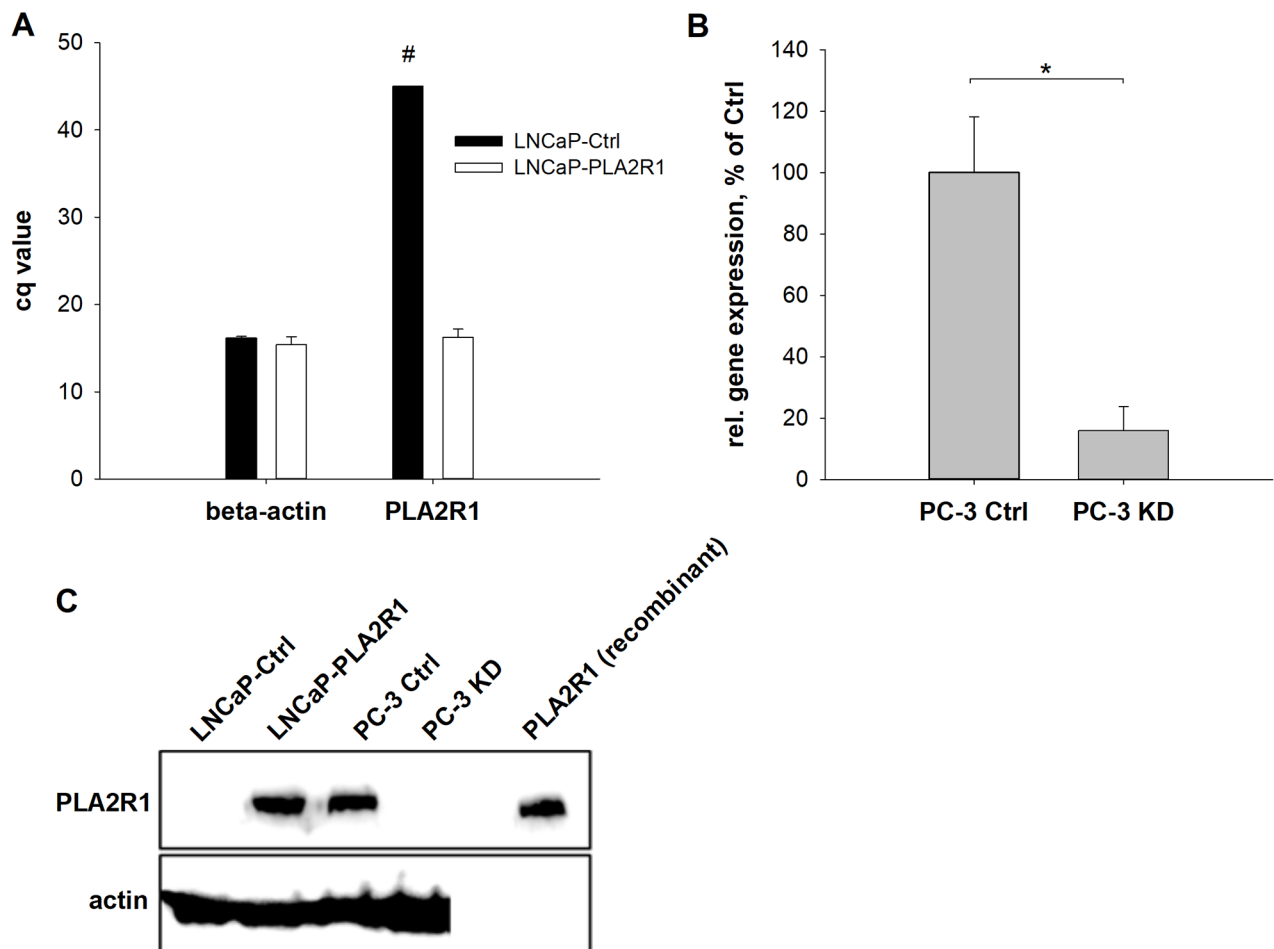 A
50
40
30
20
10
0
cq value
#
LNCaP-Ctrl
LNCaP-PLA2R1
beta-actin
PLA2R1
B
140
120
100
80
60
40
20
0
rel. gene expression, % of Ctrl
*
PC-3 Ctrl
PC-3 KD
C
LNCaP-Ctrl
LNCaP-PLA2R1
PC-3 Ctrl
PC-3 KD
PLA2R1 (recombinant)
PLA2R1
actin